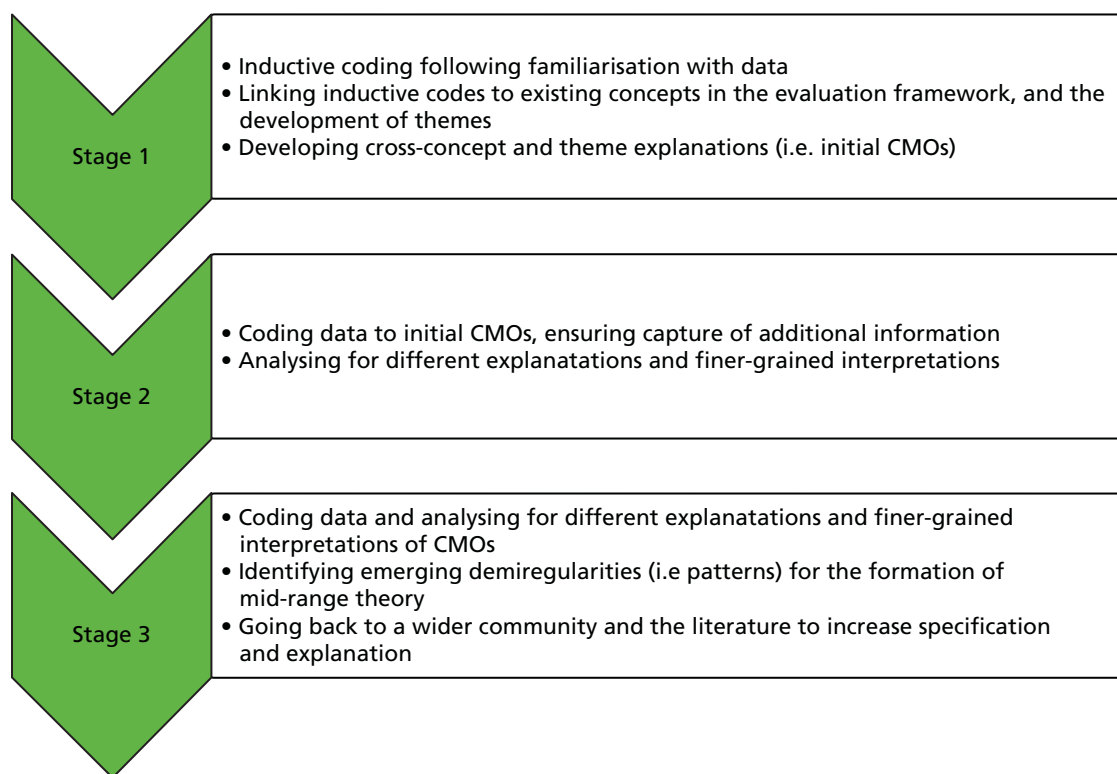 Stage 1
• Inductive coding following familiarisation with data
• Linking inductive codes to existing concepts in the evaluation framework, and the
development of themes
• Developing cross-concept and theme explanations (i.e. initial CMOs)
Stage 2
• Coding data to initial CMOs, ensuring capture of additional information
• Analysing for different explanatations and finer-grained interpretations
Stage 3
• Coding data and analysing for different explanatations and finer-grained
interpretations of CMOs
• Identifying emerging demiregularities (i.e patterns) for the formation of
mid-range theory
• Going back to a wider community and the literature to increase specification
and explanation